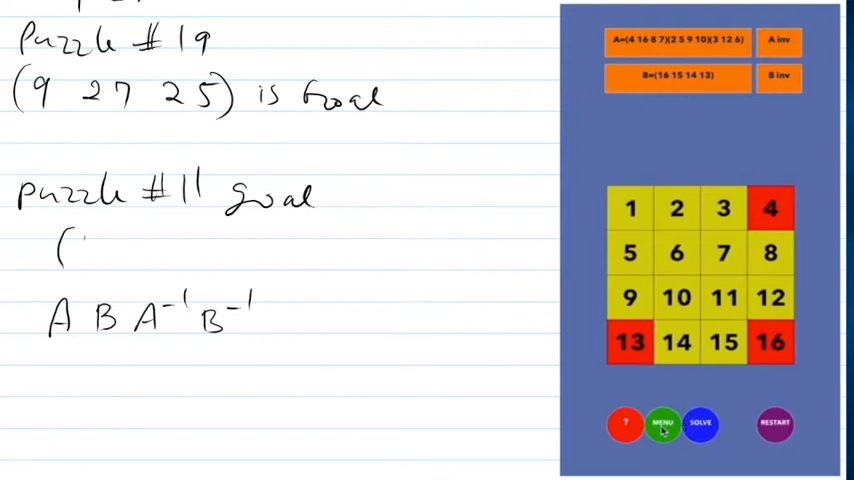 Puzzle # 19
(9 27 25) is Goal
Puzzle # 11 goal
(
A B A⁻¹ B⁻¹
A=(4 16 8 7)(2 5 9 10)(3 12 6) A inv
B=(16 15 14 13) B inv
1 2 3 4
5 6 7 8
9 10 11 12
13 14 15 16
? MENU SOLVE RESTART